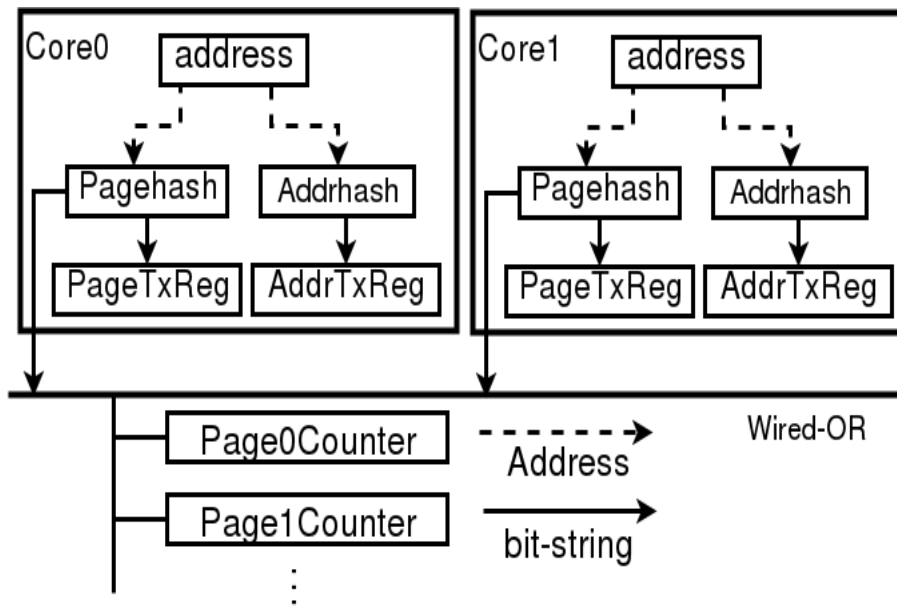 Core0
address
Pagehash
Addrhash
PageTxReg
AddrTxReg
Core1
address
Pagehash
Addrhash
PageTxReg
AddrTxReg
Wired-OR
Page0Counter
Address
Page1Counter
bit-string